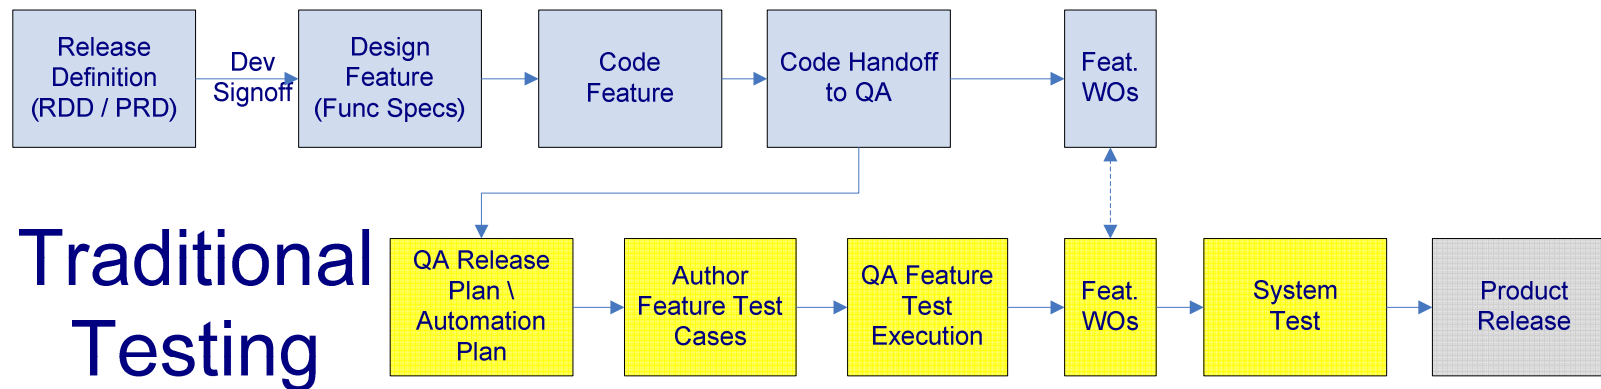 Release
Definition
(RDD / PRD)
Dev
Signoff
Design
Feature
(Func Specs)
Code
Feature
Code Handoff
to QA
Feat.
WOs
Traditional
Testing
QA Release
Plan \
Automation
Plan
Author
Feature Test
Cases
QA Feature
Test
Execution
Feat.
WOs
System
Test
Product
Release